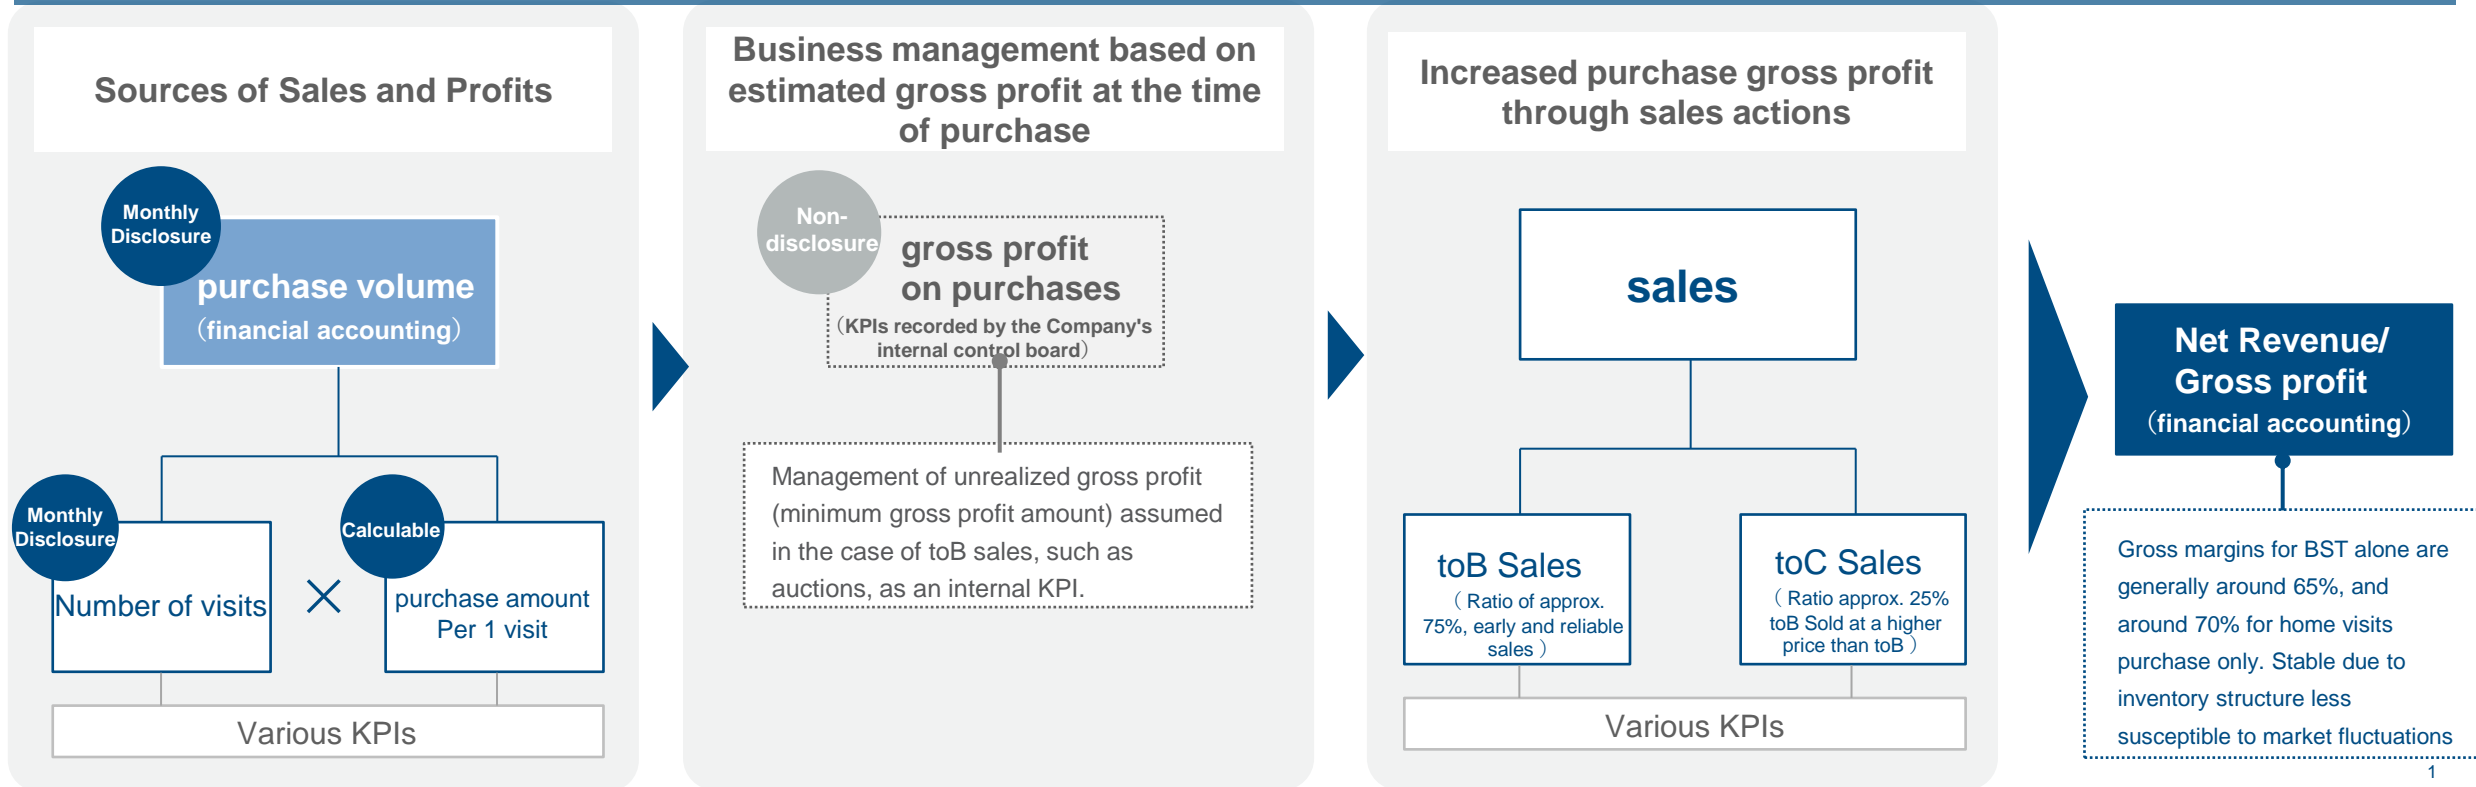 Sources of Sales and Profits
Monthly
Disclosure
purchase volume
（financial accounting）
Monthly
Disclosure
Number of visits
×
Calculable
purchase amount
Per 1 visit
Various KPIs
Business management based on
estimated gross profit at the time
of purchase
Non-
disclosure
gross profit
on purchases
（KPIs recorded by the Company's
internal control board）
Management of unrealized gross profit
(minimum gross profit amount) assumed
in the case of toB sales, such as
auctions, as an internal KPI.
Increased purchase gross profit
through sales actions
sales
toB Sales
（ Ratio of approx.
75%, early and reliable
sales ）
toC Sales
（ Ratio approx. 25%
toB Sold at a higher
price than toB ）
Various KPIs
Net Revenue/
Gross profit
（financial accounting）
Gross margins for BST alone are
generally around 65%, and
around 70% for home visits
purchase only. Stable due to
inventory structure less
susceptible to market fluctuations
1